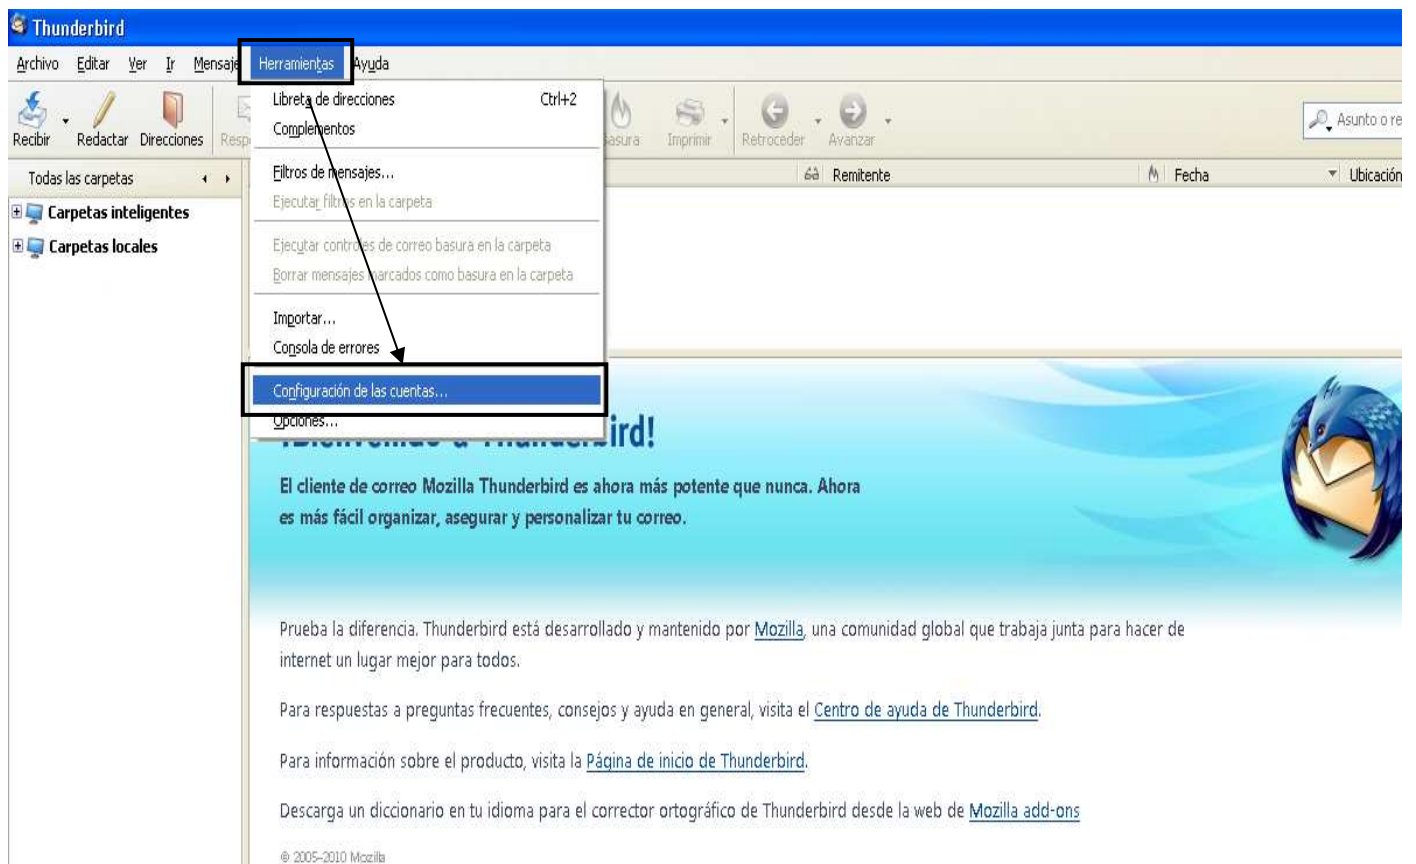 Thunderbird
Archivo Editar Ver Ir Mensaje Herramientas Ayuda
Libreta de direcciones Ctrl+2
Complementos
Filtros de mensajes...
Ejecutar filtros en la carpeta
Ejecutar controles de correo basura en la carpeta
Borrar mensajes marcados como basura en la carpeta
Importar...
Consola de errores
Configuración de las cuentas...
Opciones...
Recibir Redactar Direcciones Resp asura Imprimir Retroceder Avanzar
Asunto o re
Todas las carpetas
Remitente Fecha Ubicación
Carpetas inteligentes
Carpetas locales
¡Bienvenido a Thunderbird!
El cliente de correo Mozilla Thunderbird es ahora más potente que nunca. Ahora
es más fácil organizar, asegurar y personalizar tu correo.
Prueba la diferencia. Thunderbird está desarrollado y mantenido por Mozilla, una comunidad global que trabaja junta para hacer de
internet un lugar mejor para todos.
Para respuestas a preguntas frecuentes, consejos y ayuda en general, visita el Centro de ayuda de Thunderbird.
Para información sobre el producto, visita la Página de inicio de Thunderbird.
Descarga un diccionario en tu idioma para el corrector ortográfico de Thunderbird desde la web de Mozilla add-ons
© 2005–2010 Mozilla